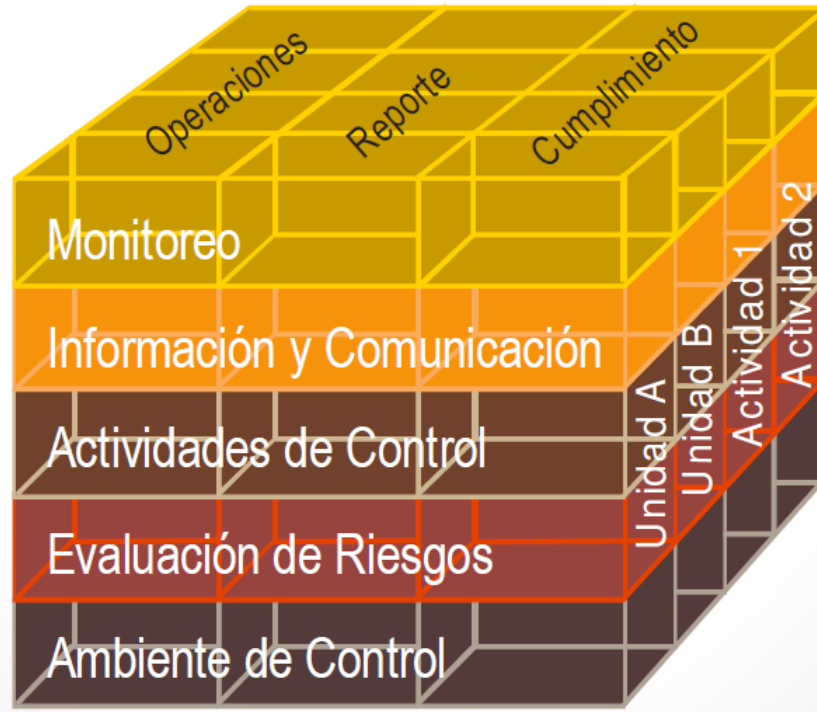 Operaciones
Reporte
Cumplimiento
Monitoreo
Información y Comunicación
Actividades de Control
Evaluación de Riesgos
Ambiente de Control
Unidad A
Unidad B
Actividad 1
Actividad 2